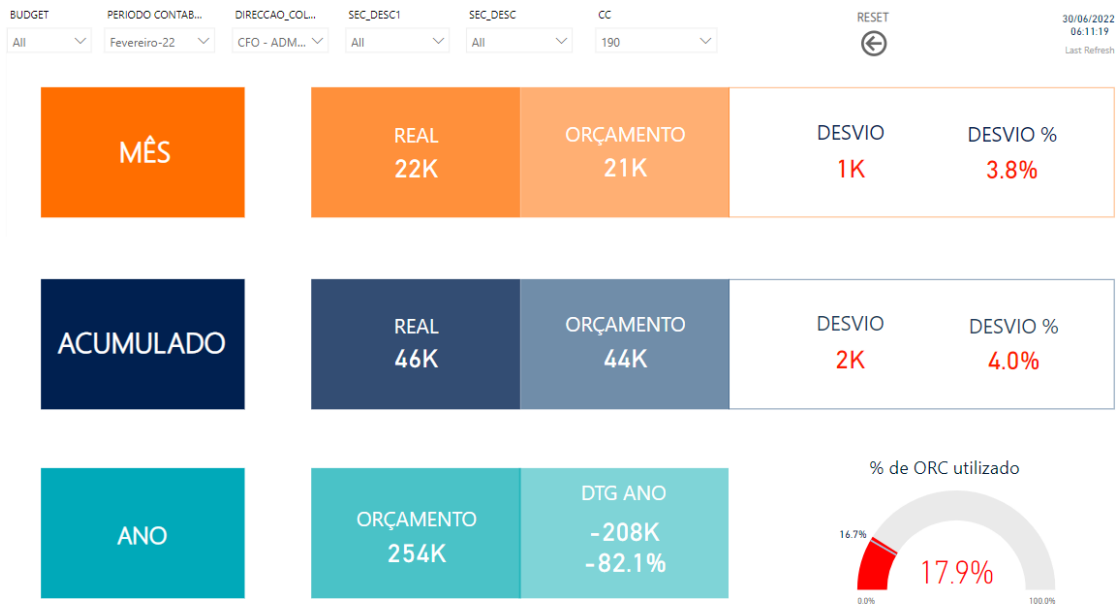 BUDGET
PERIODO CONTAB...
DIRECCAO_COL...
SEC_DESC1
SEC_DESC
CC
RESET
30/06/2022
06:11:19
Last Refresh
All
Fevereiro-22
CFO - ADM...
All
All
190
MÊS
REAL
22K
ORÇAMENTO
21K
DESVIO
1K
DESVIO %
3.8%
ACUMULADO
REAL
46K
ORÇAMENTO
44K
DESVIO
2K
DESVIO %
4.0%
ANO
ORÇAMENTO
254K
DTG ANO
-208K
-82.1%
% de ORC utilizado
16.7%
17.9%
0.0%
100.0%